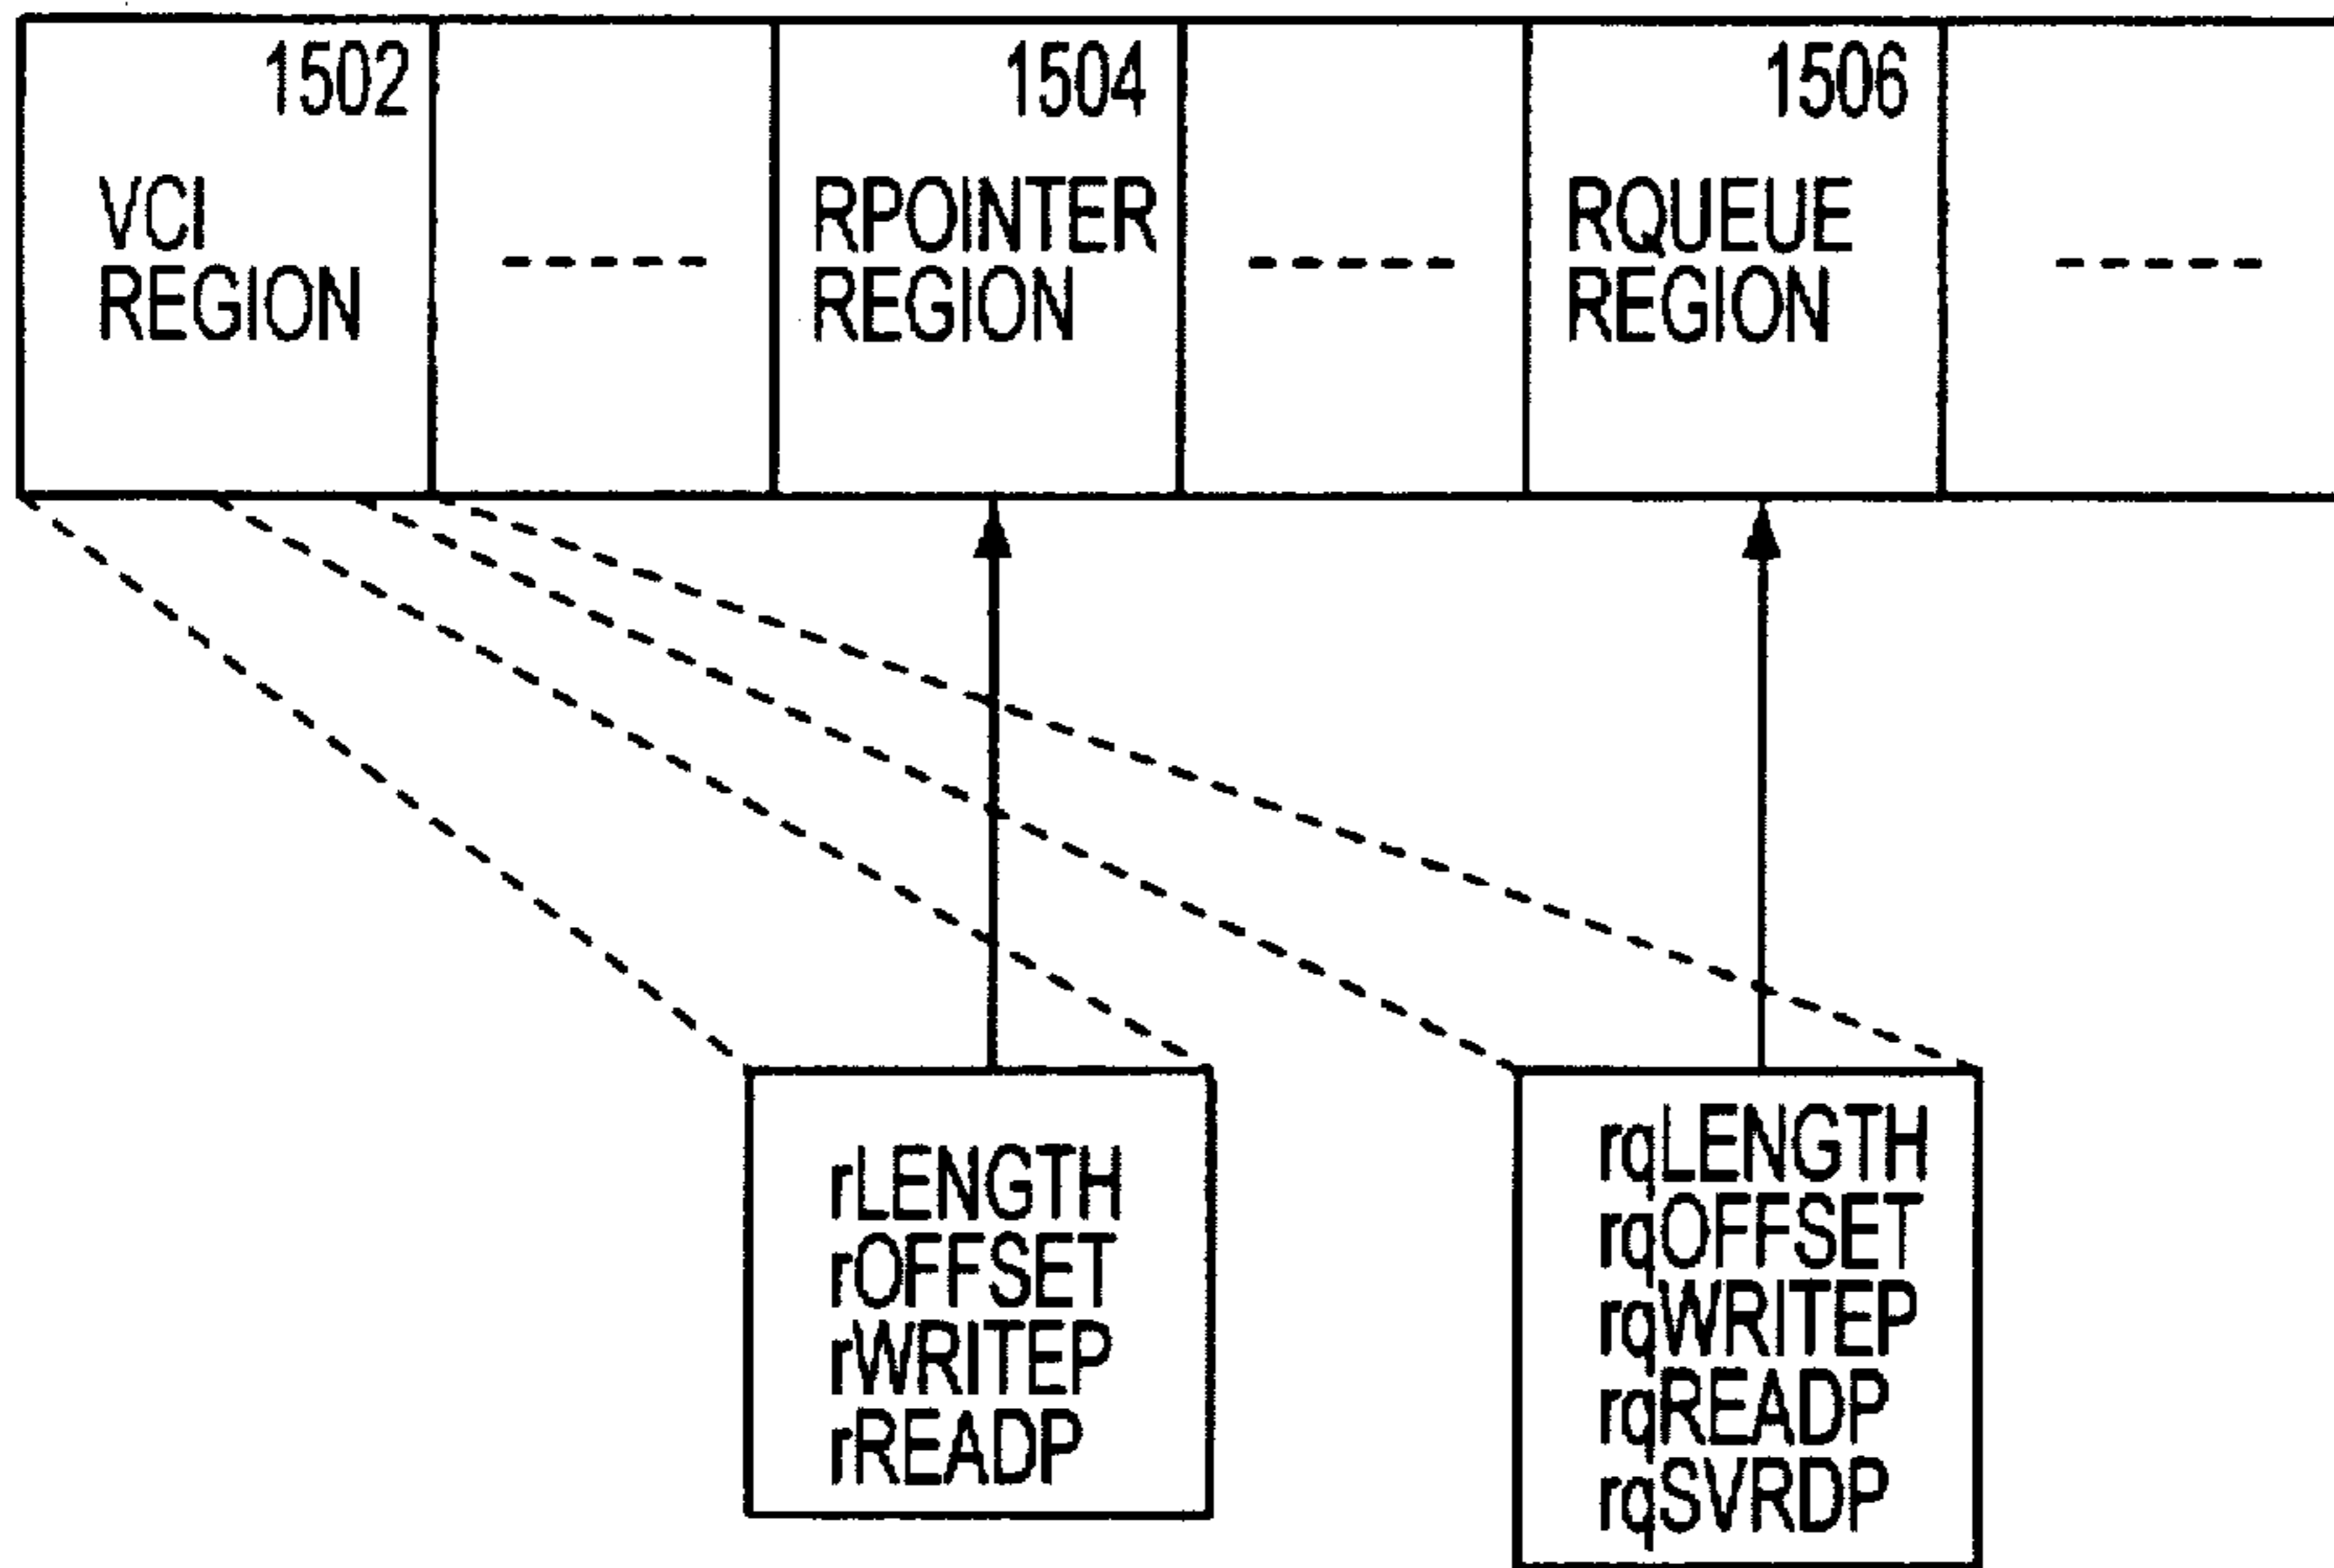 1502
VCI
REGION
1504
RPOINTER
REGION
1506
RQUEUE
REGION
rLENGTH
rOFFSET
rWRITEP
rREADP
rqLENGTH
rqOFFSET
rqWRITEP
rqREADP
rqSVRDP